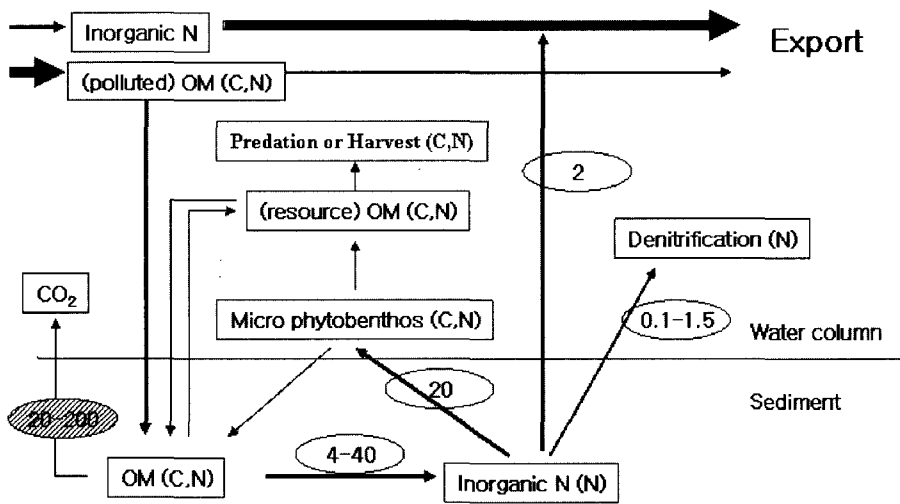 Inorganic N
Export
(polluted) OM (C,N)
Predation or Harvest (C,N)
2
(resource) OM (C,N)
Denitrification (N)
CO₂
Micro phytobenthos (C,N)
0.1-1.5
Water column
20
Sediment
20-200
4-40
OM (C,N)
Inorganic N (N)